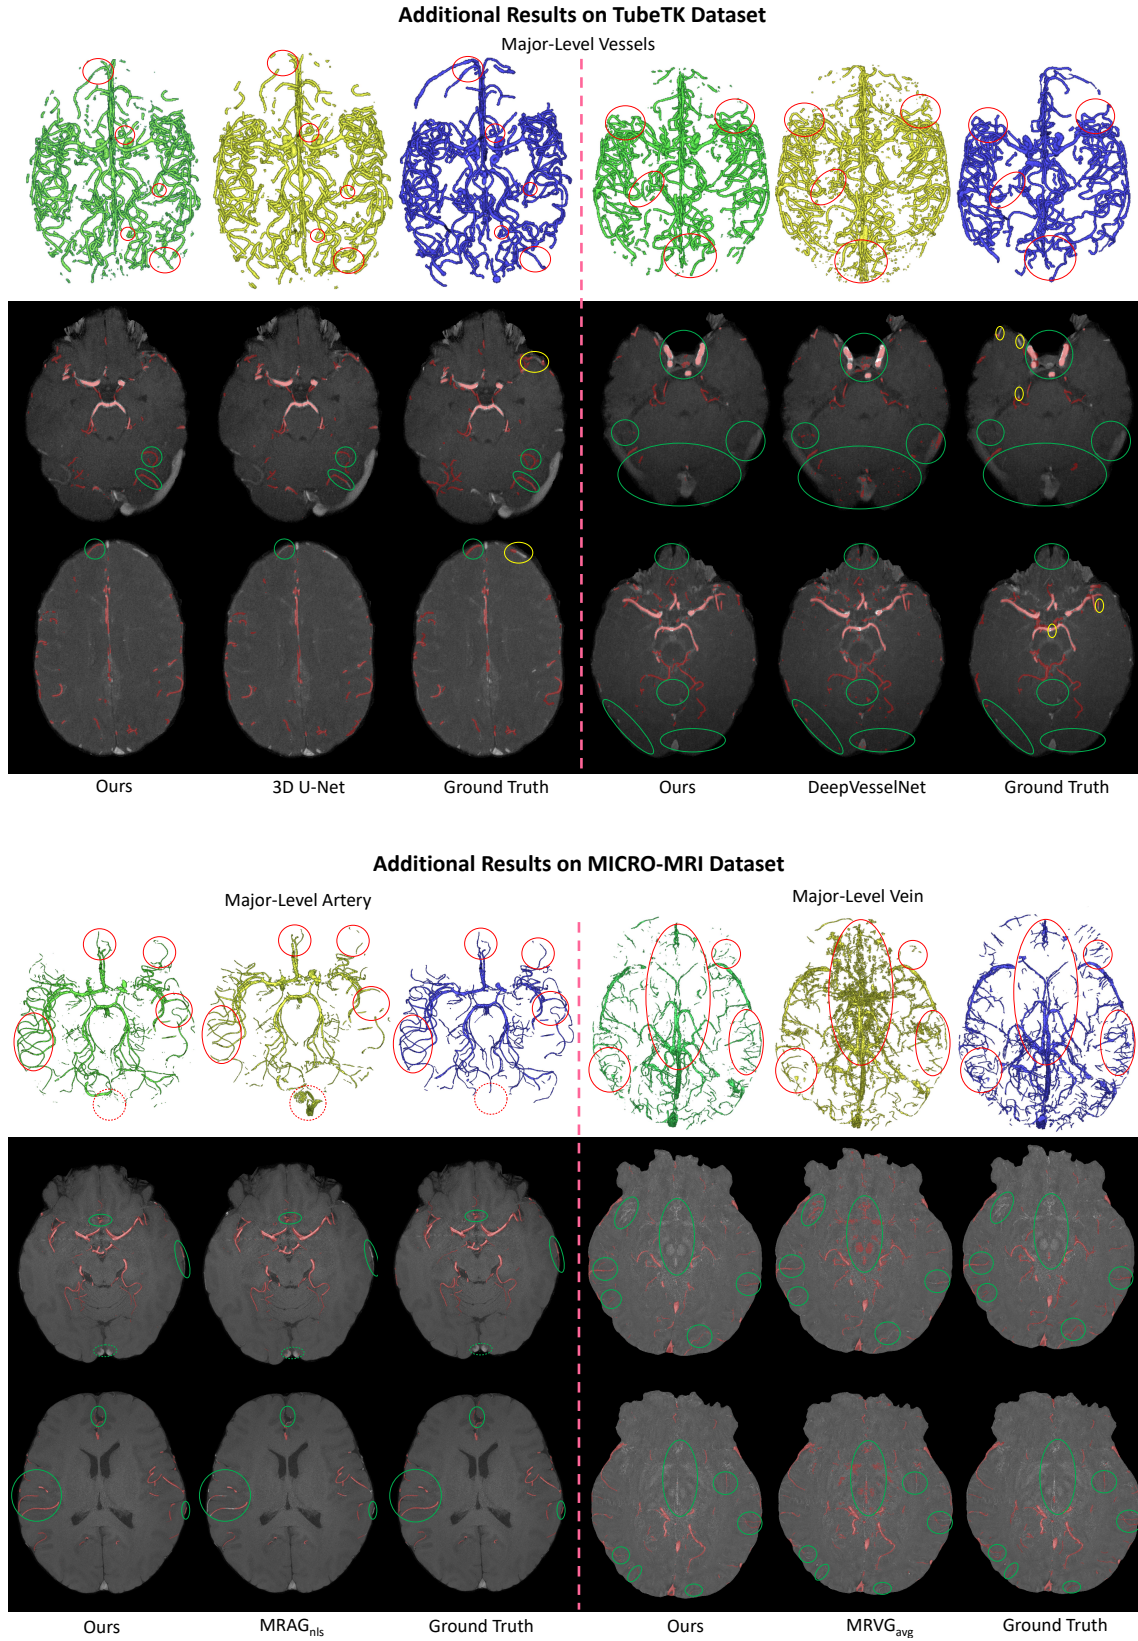 Additional Results on TubeTK Dataset
Major-Level Vessels
Ours
3D U-Net
Ground Truth
Ours
DeepVesselNet
Ground Truth
Additional Results on MICRO-MRI Dataset
Major-Level Artery
Major-Level Vein
Ours
MRAGnls
Ground Truth
Ours
MRVGavg
Ground Truth